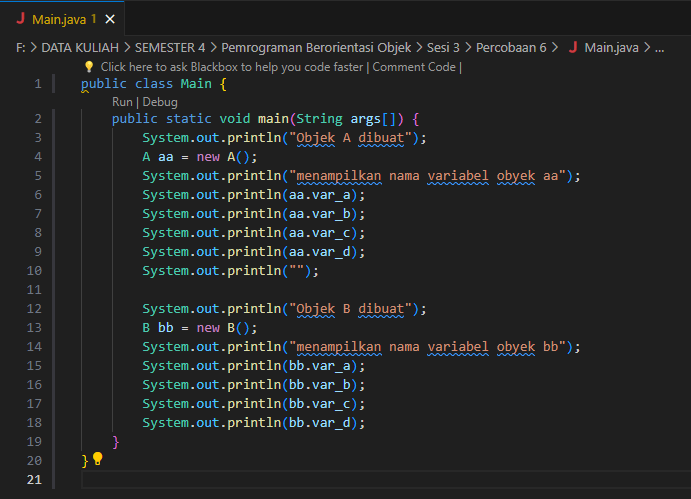 J Main.java 1 ×
F: > DATA KULIAH > SEMESTER 4 > Pemrograman Berorientasi Objek > Sesi 3 > Percobaan 6 > J Main.java > ...
Click here to ask Blackbox to help you code faster | Comment Code |
1 public class Main {
Run | Debug
2 public static void main(String args[]) {
3 System.out.println("Objek A dibuat");
4 A aa = new A();
5 System.out.println("menampilkan nama variabel obyek aa");
6 System.out.println(aa.var_a);
7 System.out.println(aa.var_b);
8 System.out.println(aa.var_c);
9 System.out.println(aa.var_d);
10 System.out.println("");
11
12 System.out.println("Objek B dibuat");
13 B bb = new B();
14 System.out.println("menampilkan nama variabel obyek bb");
15 System.out.println(bb.var_a);
16 System.out.println(bb.var_b);
17 System.out.println(bb.var_c);
18 System.out.println(bb.var_d);
19 }
20 }
21